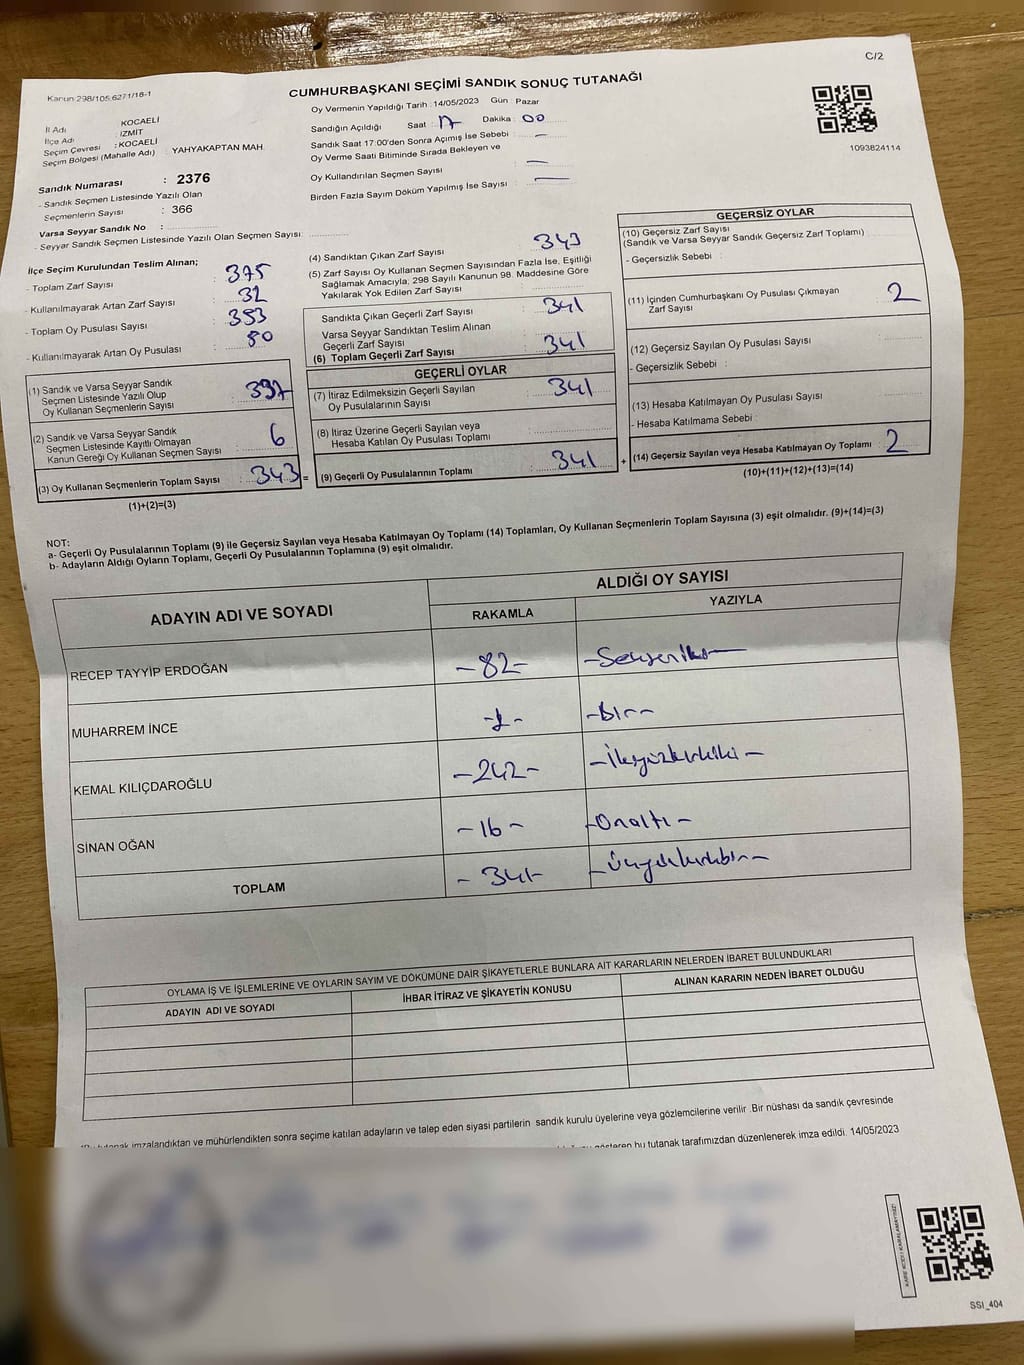 C/2
Kanun:298/105;6271/18-1
CUMHURBAŞKANI SEÇİMİ SANDIK SONUÇ TUTANAĞI
Oy Vermenin Yapıldığı Tarih : 14/05/2023 Gün : Pazar
İl Adı : KOCAELİ
İlçe Adı : İZMİT
Seçim Çevresi : KOCAELİ
Seçim Bölgesi (Mahalle Adı) : YAHYAKAPTAN MAH.
Sandığın Açıldığı Saat : 17 Dakika : 00
Sandık Saat 17:00'den Sonra Açımış İse Sebebi : —
Oy Verme Saati Bitiminde Sırada Bekleyen ve
Oy Kullandırılan Seçmen Sayısı : —
Birden Fazla Sayım Döküm Yapılmış İse Sayısı : —
1093824114
Sandık Numarası : 2376
- Sandık Seçmen Listesinde Yazılı Olan
Seçmenlerin Sayısı : 366
Varsa Seyyar Sandık No :
- Seyyar Sandık Seçmen Listesinde Yazılı Olan Seçmen Sayısı:
İlçe Seçim Kurulundan Teslim Alınan;
- Toplam Zarf Sayısı : 375
- Kullanılmayarak Artan Zarf Sayısı : 32
- Toplam Oy Pusulası Sayısı : 353
- Kullanılmayarak Artan Oy Pusulası :
(1) Sandık ve Varsa Seyyar Sandık
Seçmen Listesinde Yazılı Olup
Oy Kullanan Seçmenlerin Sayısı : 337
(2) Sandık ve Varsa Seyyar Sandık
Seçmen Listesinde Kayıtlı Olmayan
Kanun Gereği Oy Kullanan Seçmen Sayısı : 6
(3) Oy Kullanan Seçmenlerin Toplam Sayısı : 343 =
(1)+(2)=(3)
(4) Sandıktan Çıkan Zarf Sayısı : 343
(5) Zarf Sayısı Oy Kullanan Seçmen Sayısından Fazla İse, Eşitliği
Sağlamak Amacıyla, 298 Sayılı Kanunun 98. Maddesine Göre
Yakılarak Yok Edilen Zarf Sayısı :
Sandıkta Çıkan Geçerli Zarf Sayısı : 341
Varsa Seyyar Sandıktan Teslim Alınan
Geçerli Zarf Sayısı :
(6) Toplam Geçerli Zarf Sayısı : 341
GEÇERLİ OYLAR
(7) İtiraz Edilmeksizin Geçerli Sayılan
Oy Pusulalarının Sayısı : 341
(8) İtiraz Üzerine Geçerli Sayılan veya
Hesaba Katılan Oy Pusulası Toplamı :
(9) Geçerli Oy Pusulalarının Toplamı : 341 +
GEÇERSİZ OYLAR
(10) Geçersiz Zarf Sayısı
(Sandık ve Varsa Seyyar Sandık Geçersiz Zarf Toplamı) :
- Geçersizlik Sebebi :
(11) İçinden Cumhurbaşkanı Oy Pusulası Çıkmayan
Zarf Sayısı : 2
(12) Geçersiz Sayılan Oy Pusulası Sayısı :
- Geçersizlik Sebebi :
(13) Hesaba Katılmayan Oy Pusulası Sayısı :
- Hesaba Katılmama Sebebi :
(14) Geçersiz Sayılan veya Hesaba Katılmayan Oy Toplamı : 2
(10)+(11)+(12)+(13)=(14)
NOT:
a- Geçerli Oy Pusulalarının Toplamı (9) ile Geçersiz Sayılan veya Hesaba Katılmayan Oy Toplamı (14) Toplamları, Oy Kullanan Seçmenlerin Toplam Sayısına (3) eşit olmalıdır. (9)+(14)=(3)
b- Adayların Aldığı Oyların Toplamı, Geçerli Oy Pusulalarının Toplamına (9) eşit olmalıdır.
ADAYIN ADI VE SOYADI ALDIĞI OY SAYISI
RAKAMLA YAZIYLA
RECEP TAYYİP ERDOĞAN -82- -Sekseniki-
MUHARREM İNCE -1- -bir-
KEMAL KILIÇDAROĞLU -242- -İkiyüzkırkiki-
SİNAN OĞAN -16- -Onaltı-
TOPLAM -341- -Üçyüzkırkbir-
OYLAMA İŞ VE İŞLEMLERİNE VE OYLARIN SAYIM VE DÖKÜMÜNE DAİR ŞİKAYETLERLE BUNLARA AİT KARARLARIN NELERDEN İBARET BULUNDUKLARI
ADAYIN ADI VE SOYADI İHBAR İTİRAZ VE ŞİKAYETİN KONUSU ALINAN KARARIN NEDEN İBARET OLDUĞU
tutanak imzalandıktan ve mühürlendikten sonra seçime katılan adayların ve talep eden siyasi partilerin sandık kurulu üyelerine veya gözlemcilerine verilir .Bir nüshası da sandık çevresinde
gösteren bu tutanak tarafımızdan düzenlenerek imza edildi. 14/05/2023
KARE KODU KARALAMAYINIZ!
SSI_404